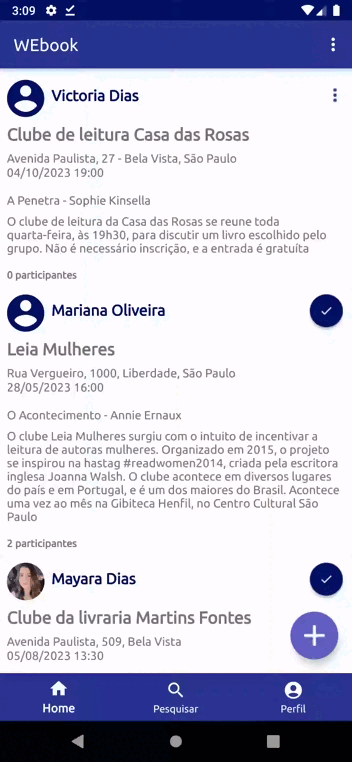 3:09
WEbook
Victoria Dias
Clube de leitura Casa das Rosas
Avenida Paulista, 27 - Bela Vista, São Paulo
04/10/2023 19:00
A Penetra - Sophie Kinsella
O clube de leitura da Casa das Rosas se reune toda
quarta-feira, às 19h30, para discutir um livro escolhido pelo
grupo. Não é necessário inscrição, e a entrada é gratuíta
0 participantes
Mariana Oliveira
Leia Mulheres
Rua Vergueiro, 1000, Liberdade, São Paulo
28/05/2023 16:00
O Acontecimento - Annie Ernaux
O clube Leia Mulheres surgiu com o intuito de incentivar a
leitura de autoras mulheres. Organizado em 2015, o projeto
se inspirou na hastag #readwomen2014, criada pela escritora
inglesa Joanna Walsh. O clube acontece em diversos lugares
do país e em Portugal, e é um dos maiores do Brasil. Acontece
uma vez ao mês na Gibiteca Henfil, no Centro Cultural São
Paulo
2 participantes
Mayara Dias
Clube da livraria Martins Fontes
Avenida Paulista, 509, Bela Vista
05/08/2023 13:30
Home
Pesquisar
Perfil